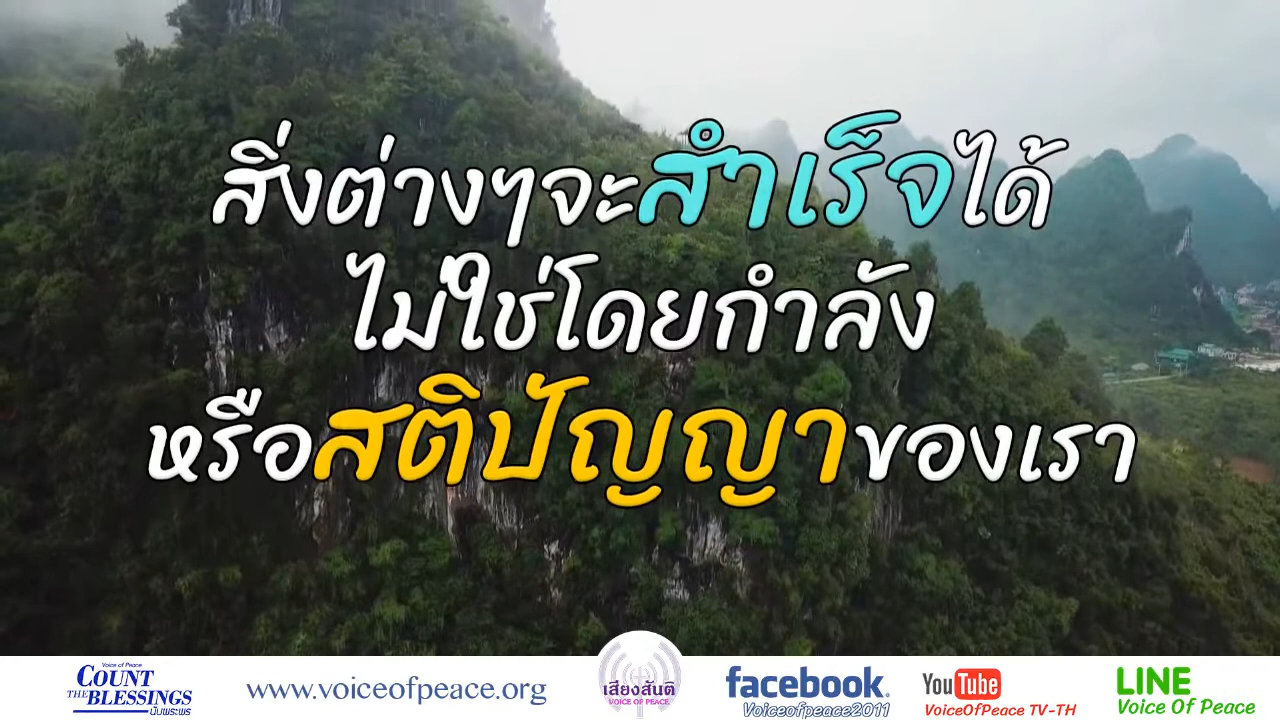 สิ่งต่างๆจะสำเร็จได้
ไม่ใช่โดยกำลัง
หรือสติปัญญาของเรา
Voice of Peace
COUNT
THE BLESSINGS
นับพระพร
www.voiceofpeace.org
เสียงสันติ
VOICE OF PEACE
facebook.
Voiceofpeace2011
YouTube
VoiceOfPeace TV-TH
LINE
Voice Of Peace